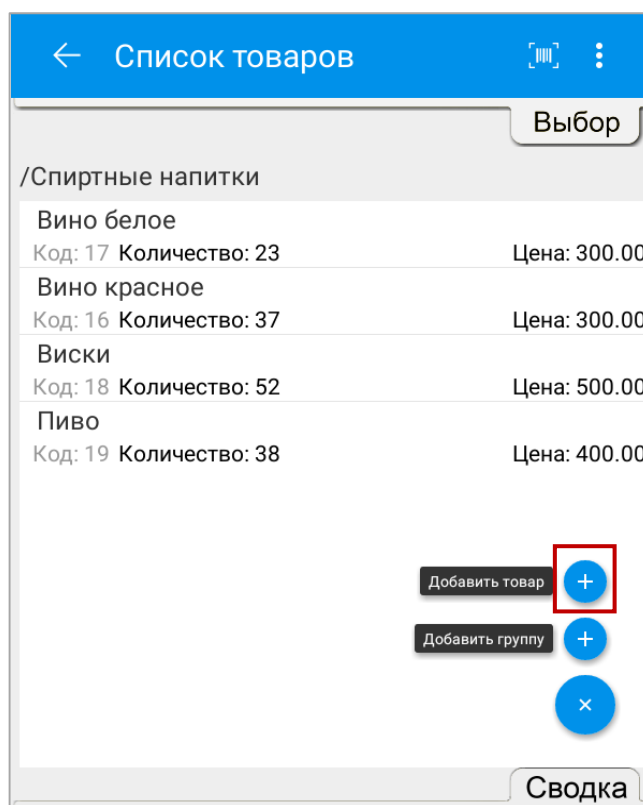 Список товаров
Выбор
/Спиртные напитки
Вино белое
Код: 17 Количество: 23 Цена: 300.00
Вино красное
Код: 16 Количество: 37 Цена: 300.00
Виски
Код: 18 Количество: 52 Цена: 500.00
Пиво
Код: 19 Количество: 38 Цена: 400.00
Добавить товар
Добавить группу
Сводка